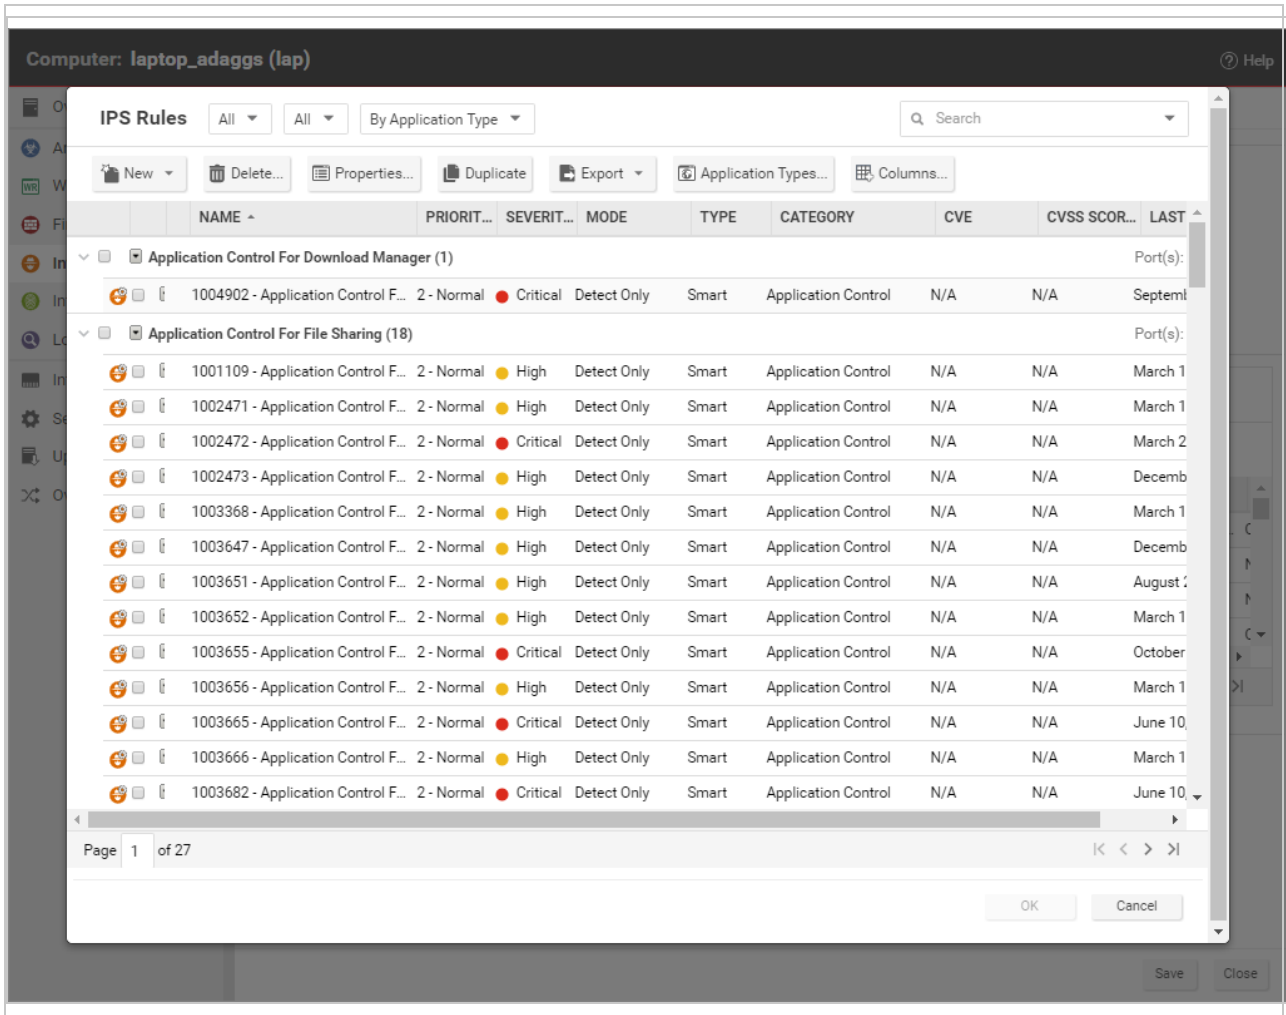 Computer: laptop_adaggs (lap) Help
IPS Rules All All By Application Type Search
New Delete... Properties... Duplicate Export Application Types... Columns...
NAME PRIORIT... SEVERIT... MODE TYPE CATEGORY CVE CVSS SCOR... LAST
Application Control For Download Manager (1) Port(s):
1004902 - Application Control F... 2 - Normal Critical Detect Only Smart Application Control N/A N/A Septemb
Application Control For File Sharing (18) Port(s):
1001109 - Application Control F... 2 - Normal High Detect Only Smart Application Control N/A N/A March 1
1002471 - Application Control F... 2 - Normal High Detect Only Smart Application Control N/A N/A March 1
1002472 - Application Control F... 2 - Normal Critical Detect Only Smart Application Control N/A N/A March 2
1002473 - Application Control F... 2 - Normal High Detect Only Smart Application Control N/A N/A Decemb
1003368 - Application Control F... 2 - Normal High Detect Only Smart Application Control N/A N/A March 1
1003647 - Application Control F... 2 - Normal High Detect Only Smart Application Control N/A N/A Decemb
1003651 - Application Control F... 2 - Normal High Detect Only Smart Application Control N/A N/A August 2
1003652 - Application Control F... 2 - Normal High Detect Only Smart Application Control N/A N/A March 1
1003655 - Application Control F... 2 - Normal Critical Detect Only Smart Application Control N/A N/A October
1003656 - Application Control F... 2 - Normal High Detect Only Smart Application Control N/A N/A March 1
1003665 - Application Control F... 2 - Normal Critical Detect Only Smart Application Control N/A N/A June 10,
1003666 - Application Control F... 2 - Normal High Detect Only Smart Application Control N/A N/A March 1
1003682 - Application Control F... 2 - Normal Critical Detect Only Smart Application Control N/A N/A June 10,
Page 1 of 27
OK Cancel
Save Close